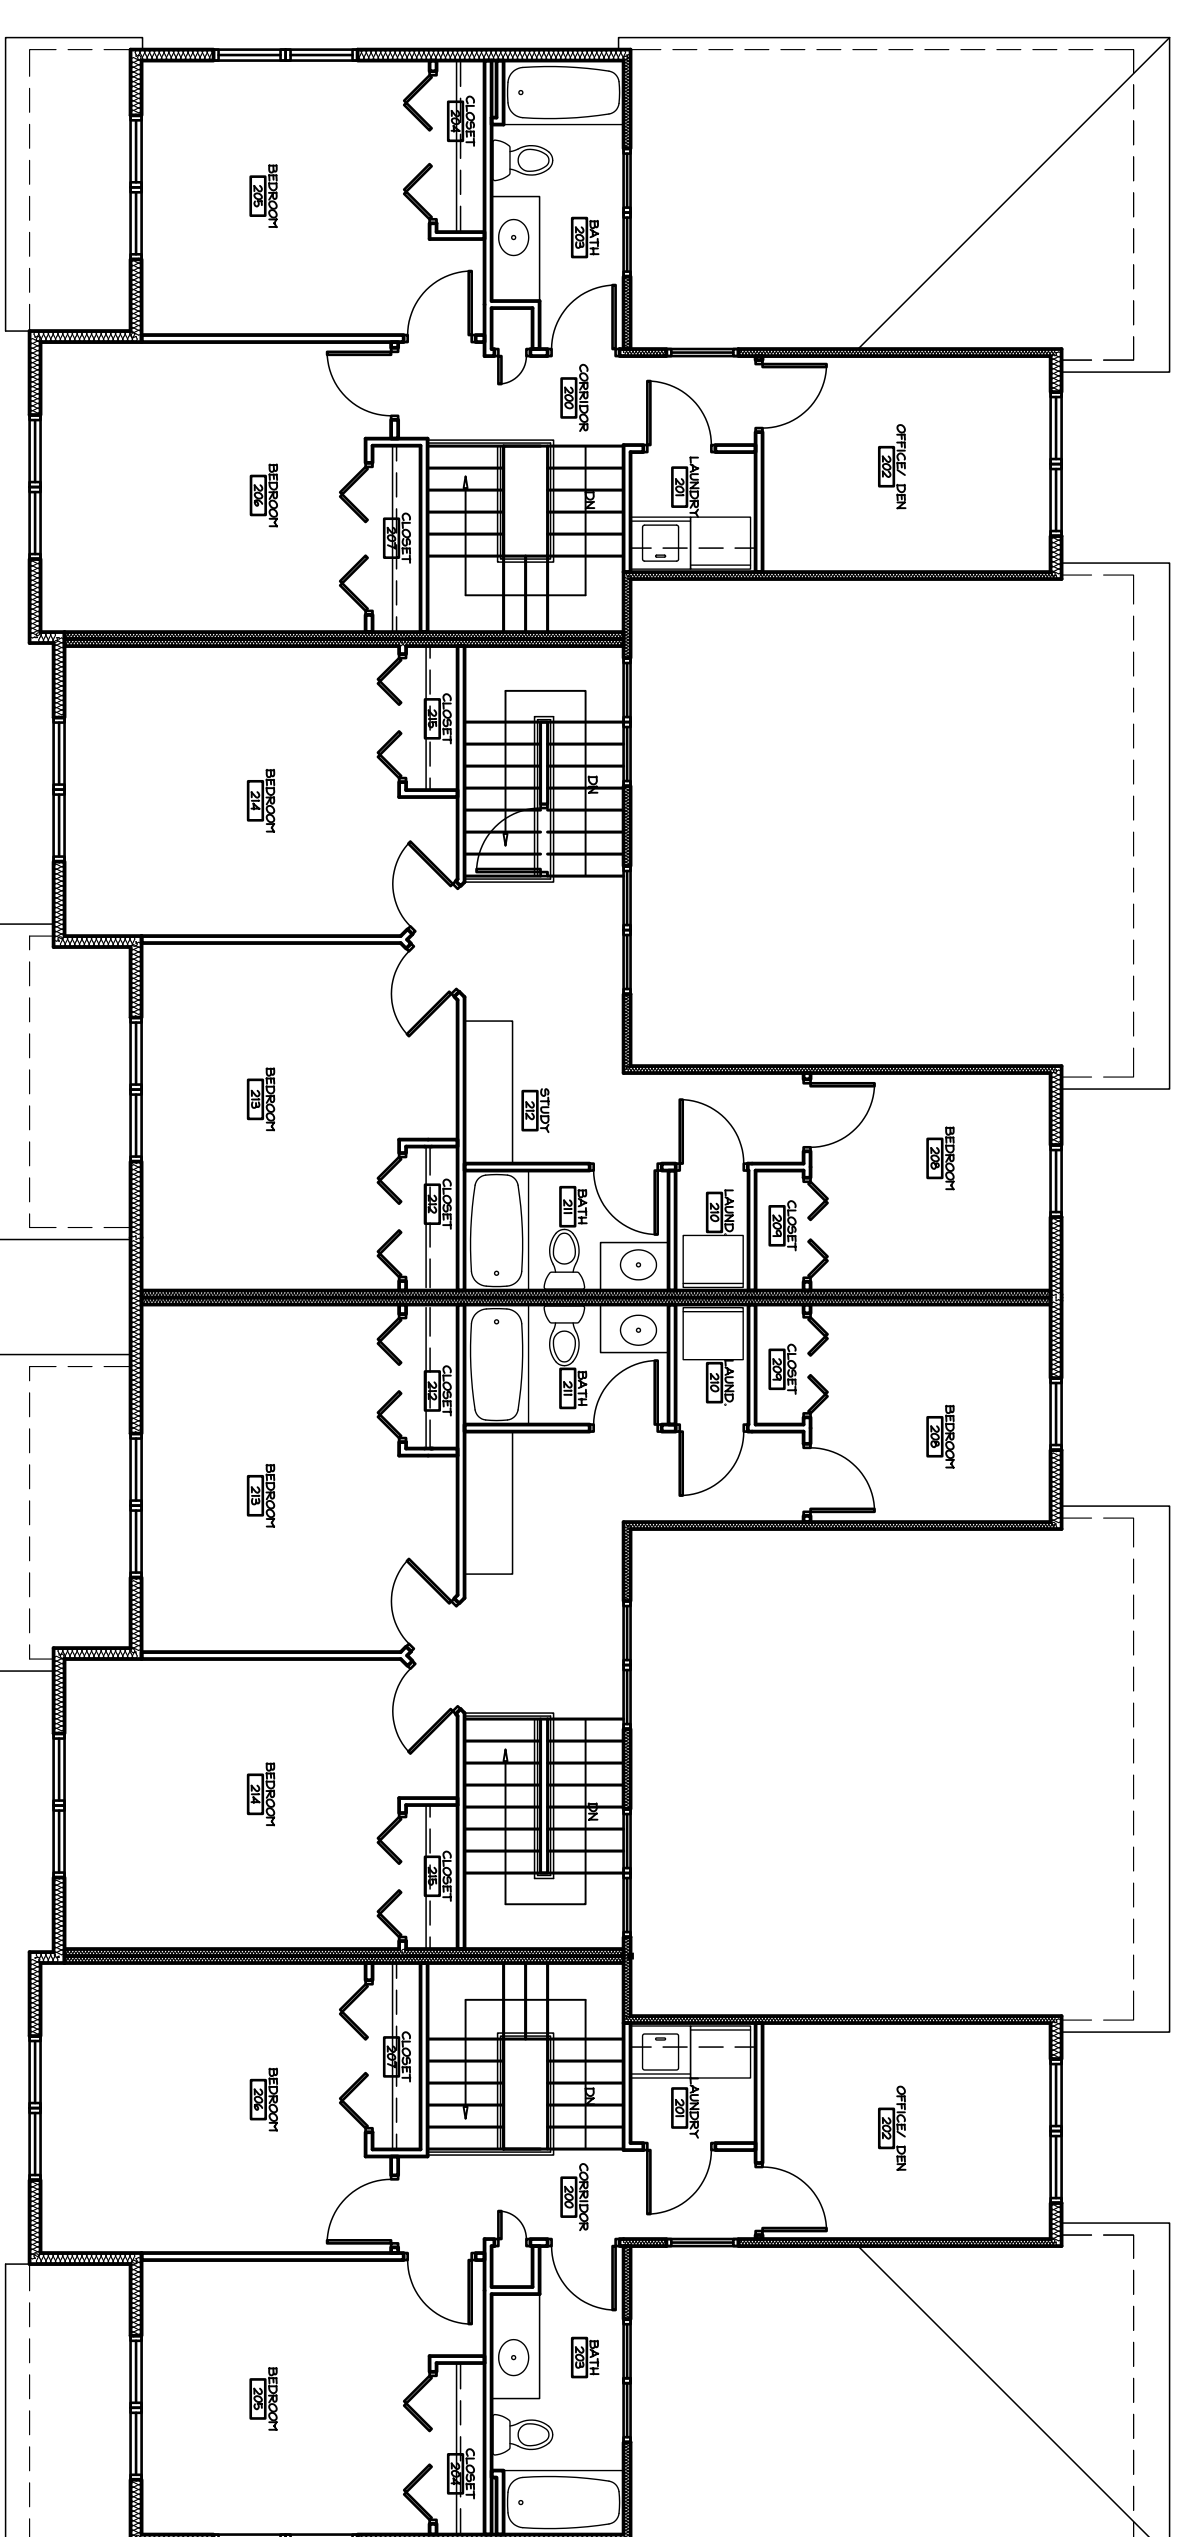 CLOSET
204
BEDROOM
205
BATH
203
CORRIDOR
200
OFFICE/ DEN
202
LAUNDRY
201
BEDROOM
206
CLOSET
207
DN
CLOSET
215
BEDROOM
214
DN
BEDROOM
213
STUDY
212
BEDROOM
208
CLOSET
212
BATH
211
LAUND.
210
CLOSET
209
CLOSET
212
BATH
211
LAUND.
210
CLOSET
209
BEDROOM
208
BEDROOM
213
BEDROOM
214
DN
CLOSET
215
CLOSET
207
BEDROOM
206
DN
LAUNDRY
201
OFFICE/ DEN
202
CORRIDOR
200
BATH
203
BEDROOM
205
CLOSET
204